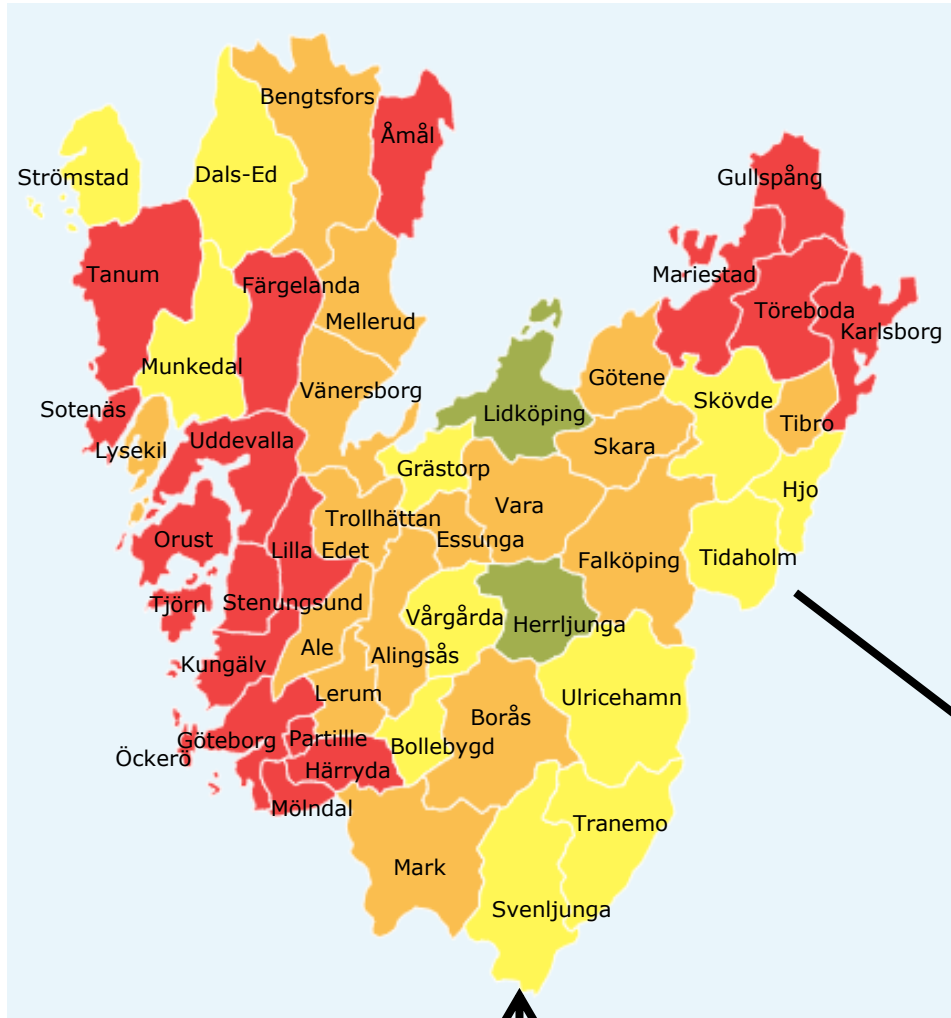 Bengtsfors
Åmål
Strömstad
Dals-Ed
Gullspång
Tanum
Färgelanda
Mariestad
Töreboda
Karlsborg
Mellerud
Munkedal
Vänersborg
Götene
Skövde
Sotenäs
Lidköping
Tibro
Lysekil
Uddevalla
Skara
Grästorp
Hjo
Vara
Trollhättan
Orust
Lilla Edet
Essunga
Falköping
Tidaholm
Tjörn
Stenungsund
Vårgårda
Herrljunga
Ale
Alingsås
Kungälv
Lerum
Ulricehamn
Borås
Göteborg
Partillle
Bollebygd
Öckerö
Härryda
Mölndal
Tranemo
Mark
Svenljunga